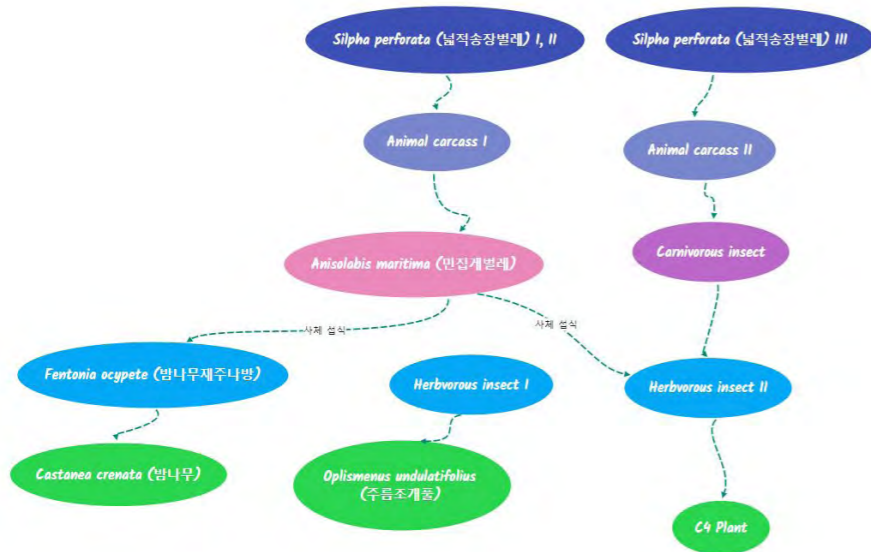 Silpha perforata (넓적송장벌레) I, II
Silpha perforata (넓적송장벌레) III
Animal carcass I
Animal carcass II
Anisolabis maritima (민집게벌레)
Carnivorous insect
사체 섭식
사체 섭식
Fentonia ocypete (밤나무재주나방)
Herbvorous insect I
Herbvorous insect II
Castanea crenata (밤나무)
Oplismenus undulatifolius
(주름조개풀)
C4 Plant